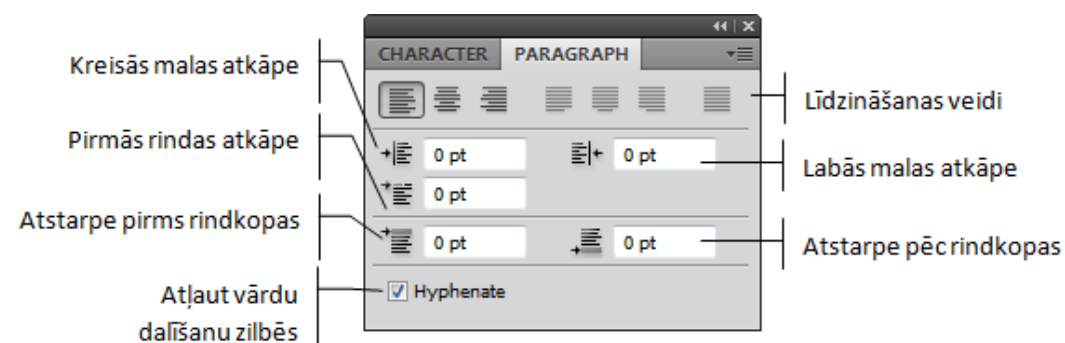 CHARACTER PARAGRAPH
Kreisās malas atkāpe
Līdzināšanas veidi
Pirmās rindas atkāpe
0 pt 0 pt
Labās malas atkāpe
0 pt
Atstarpe pirms rindkopas
0 pt 0 pt
Atstarpe pēc rindkopas
Atļaut vārdu
dalīšanu zilbēs
Hyphenate